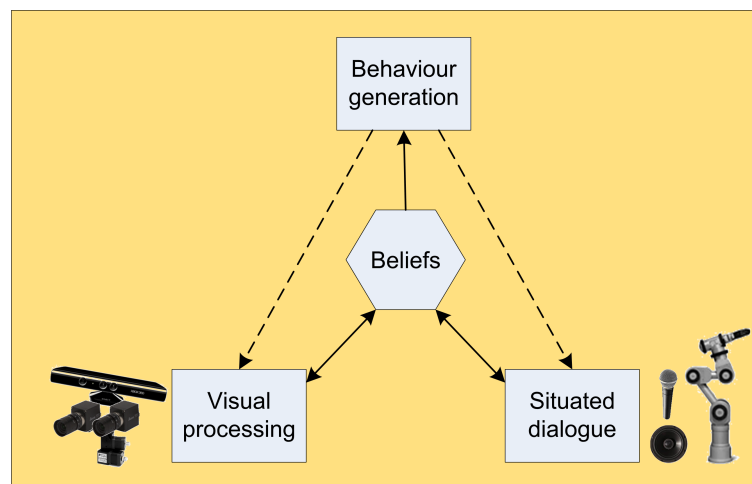 Behaviour
generation
Beliefs
Visual
processing
Situated
dialogue